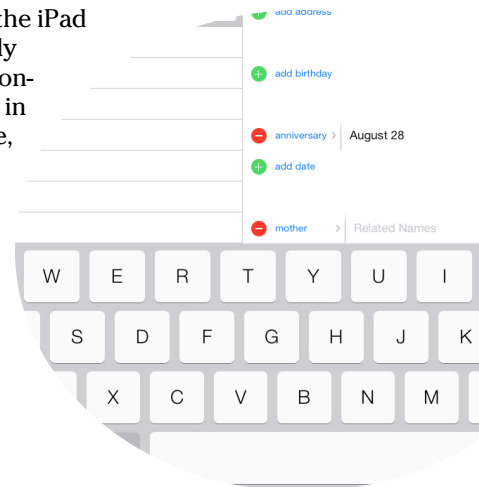 the iPad
ly
on-
in
e,
add address
add birthday
anniversary > August 28
add date
mother > Related Names
W E R T Y U I
S D F G H J K
X C V B N M